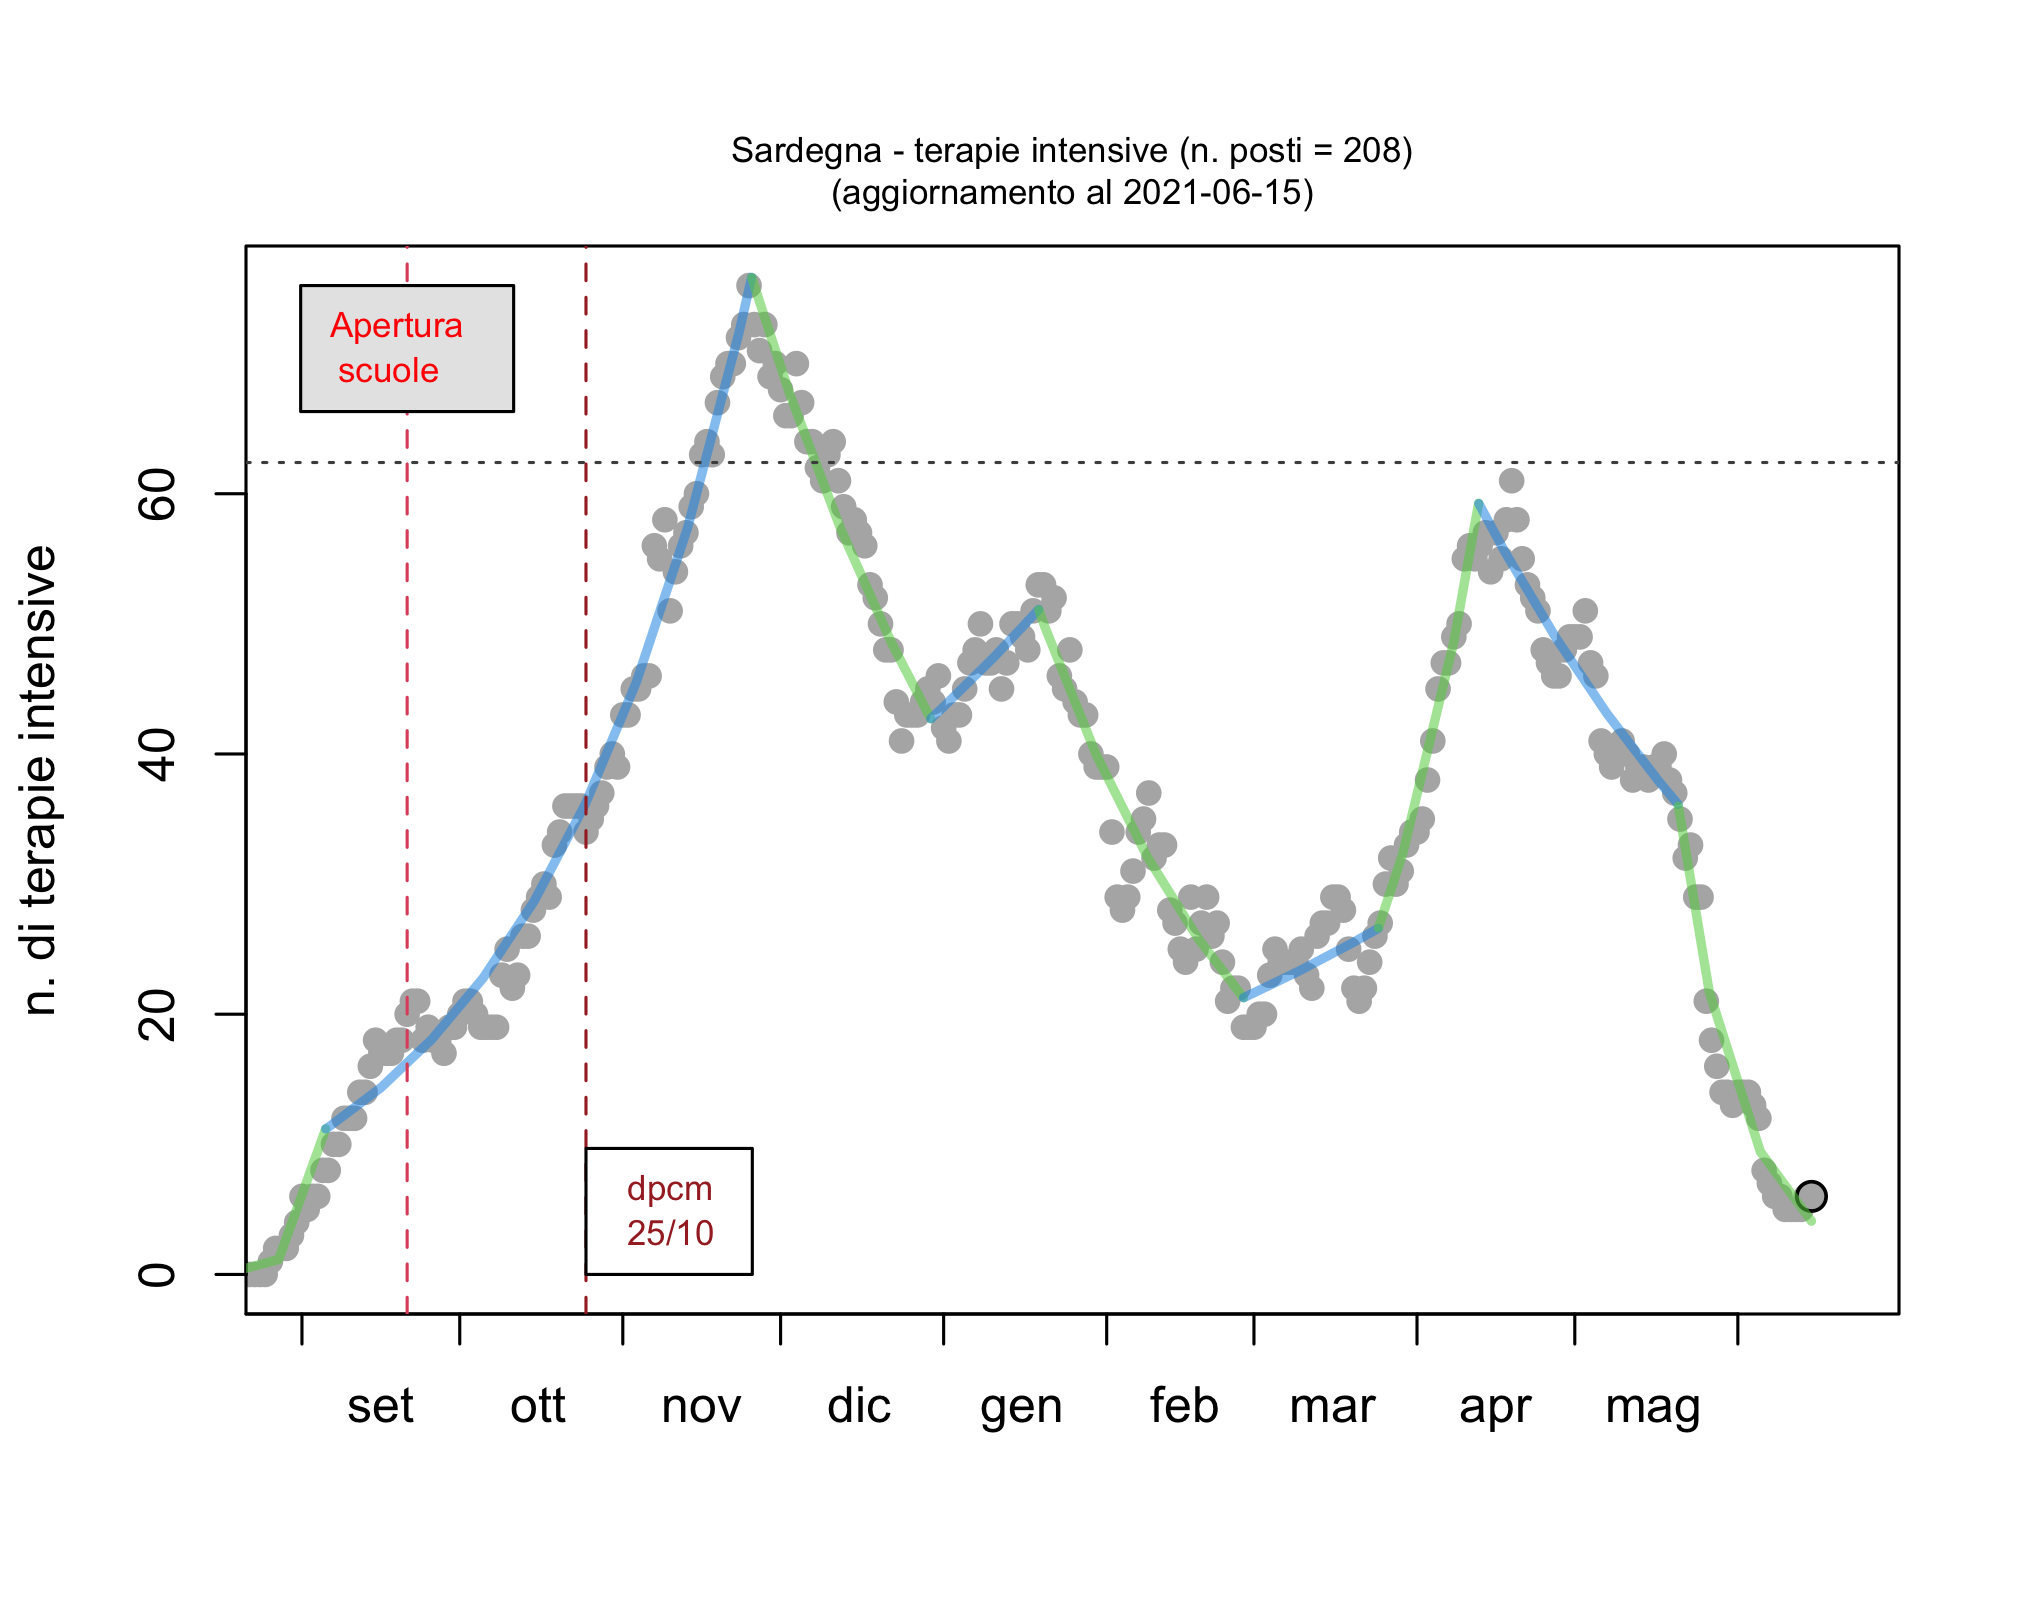 Sardegna - terapie intensive (n. posti = 208)
(aggiornamento al 2021-06-15)
n. di terapie intensive
60
40
20
0
Apertura
scuole
dpcm
25/10
set ott nov dic gen feb mar apr mag